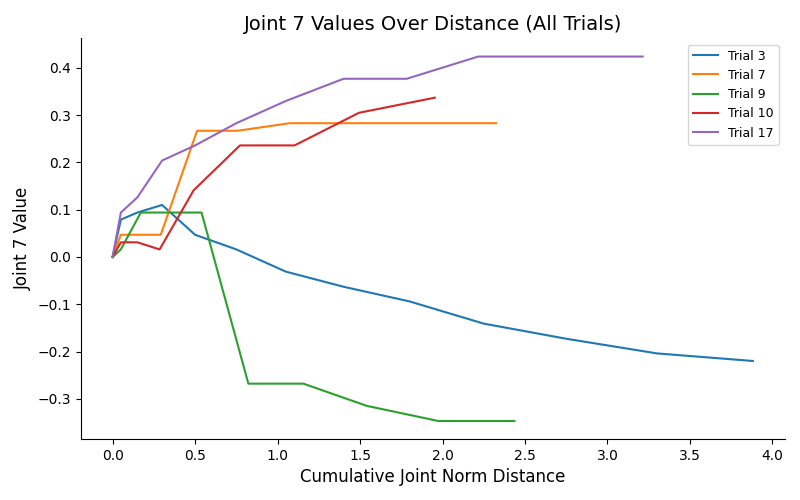 Joint 7 Values Over Distance (All Trials)
Trial 3
Trial 7
Trial 9
Trial 10
Trial 17
Joint 7 Value
0.4
0.3
0.2
0.1
0.0
−0.1
−0.2
−0.3
0.0 0.5 1.0 1.5 2.0 2.5 3.0 3.5 4.0
Cumulative Joint Norm Distance